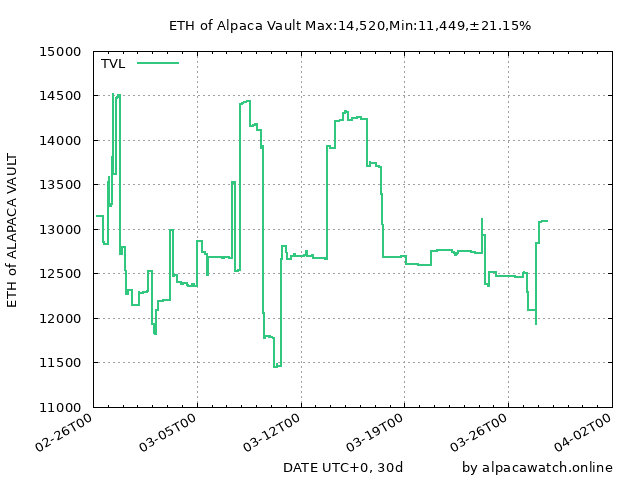 ETH of Alpaca Vault Max:14,520,Min:11,449,±21.15%
TVL
15000
14500
14000
13500
13000
12500
12000
11500
11000
ETH of ALAPACA VAULT
02-26T00
03-05T00
03-12T00
03-19T00
03-26T00
04-02T00
DATE UTC+0, 30d
by alpacawatch.online